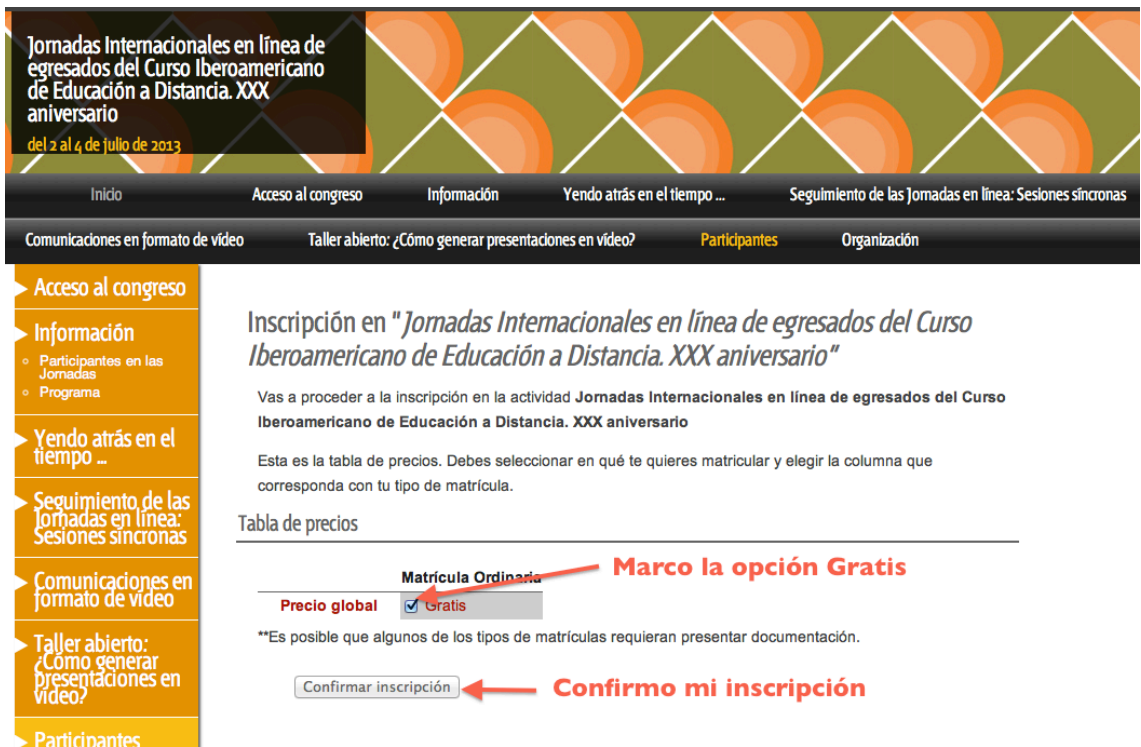 Jornadas Internacionales en línea de
egresados del Curso Iberoamericano
de Educación a Distancia. XXX
aniversario
del 2 al 4 de julio de 2013
Inicio Acceso al congreso Información Yendo atrás en el tiempo ... Seguimiento de las Jornadas en línea: Sesiones síncronas
Comunicaciones en formato de vídeo Taller abierto: ¿Cómo generar presentaciones en vídeo? Participantes Organización
Acceso al congreso
Información
Participantes en las
Jornadas
Programa
Yendo atrás en el
tiempo ...
Seguimiento de las
Jornadas en línea:
Sesiones síncronas
Comunicaciones en
formato de vídeo
Taller abierto:
¿Cómo generar
presentaciones en
vídeo?
Participantes
Inscripción en "Jornadas Internacionales en línea de egresados del Curso
Iberoamericano de Educación a Distancia. XXX aniversario"
Vas a proceder a la inscripción en la actividad Jornadas Internacionales en línea de egresados del Curso
Iberoamericano de Educación a Distancia. XXX aniversario
Esta es la tabla de precios. Debes seleccionar en qué te quieres matricular y elegir la columna que
corresponda con tu tipo de matrícula.
Tabla de precios
Matrícula Ordinaria
Marco la opción Gratis
Precio global Gratis
**Es posible que algunos de los tipos de matrículas requieran presentar documentación.
Confirmar inscripción
Confirmo mi inscripción